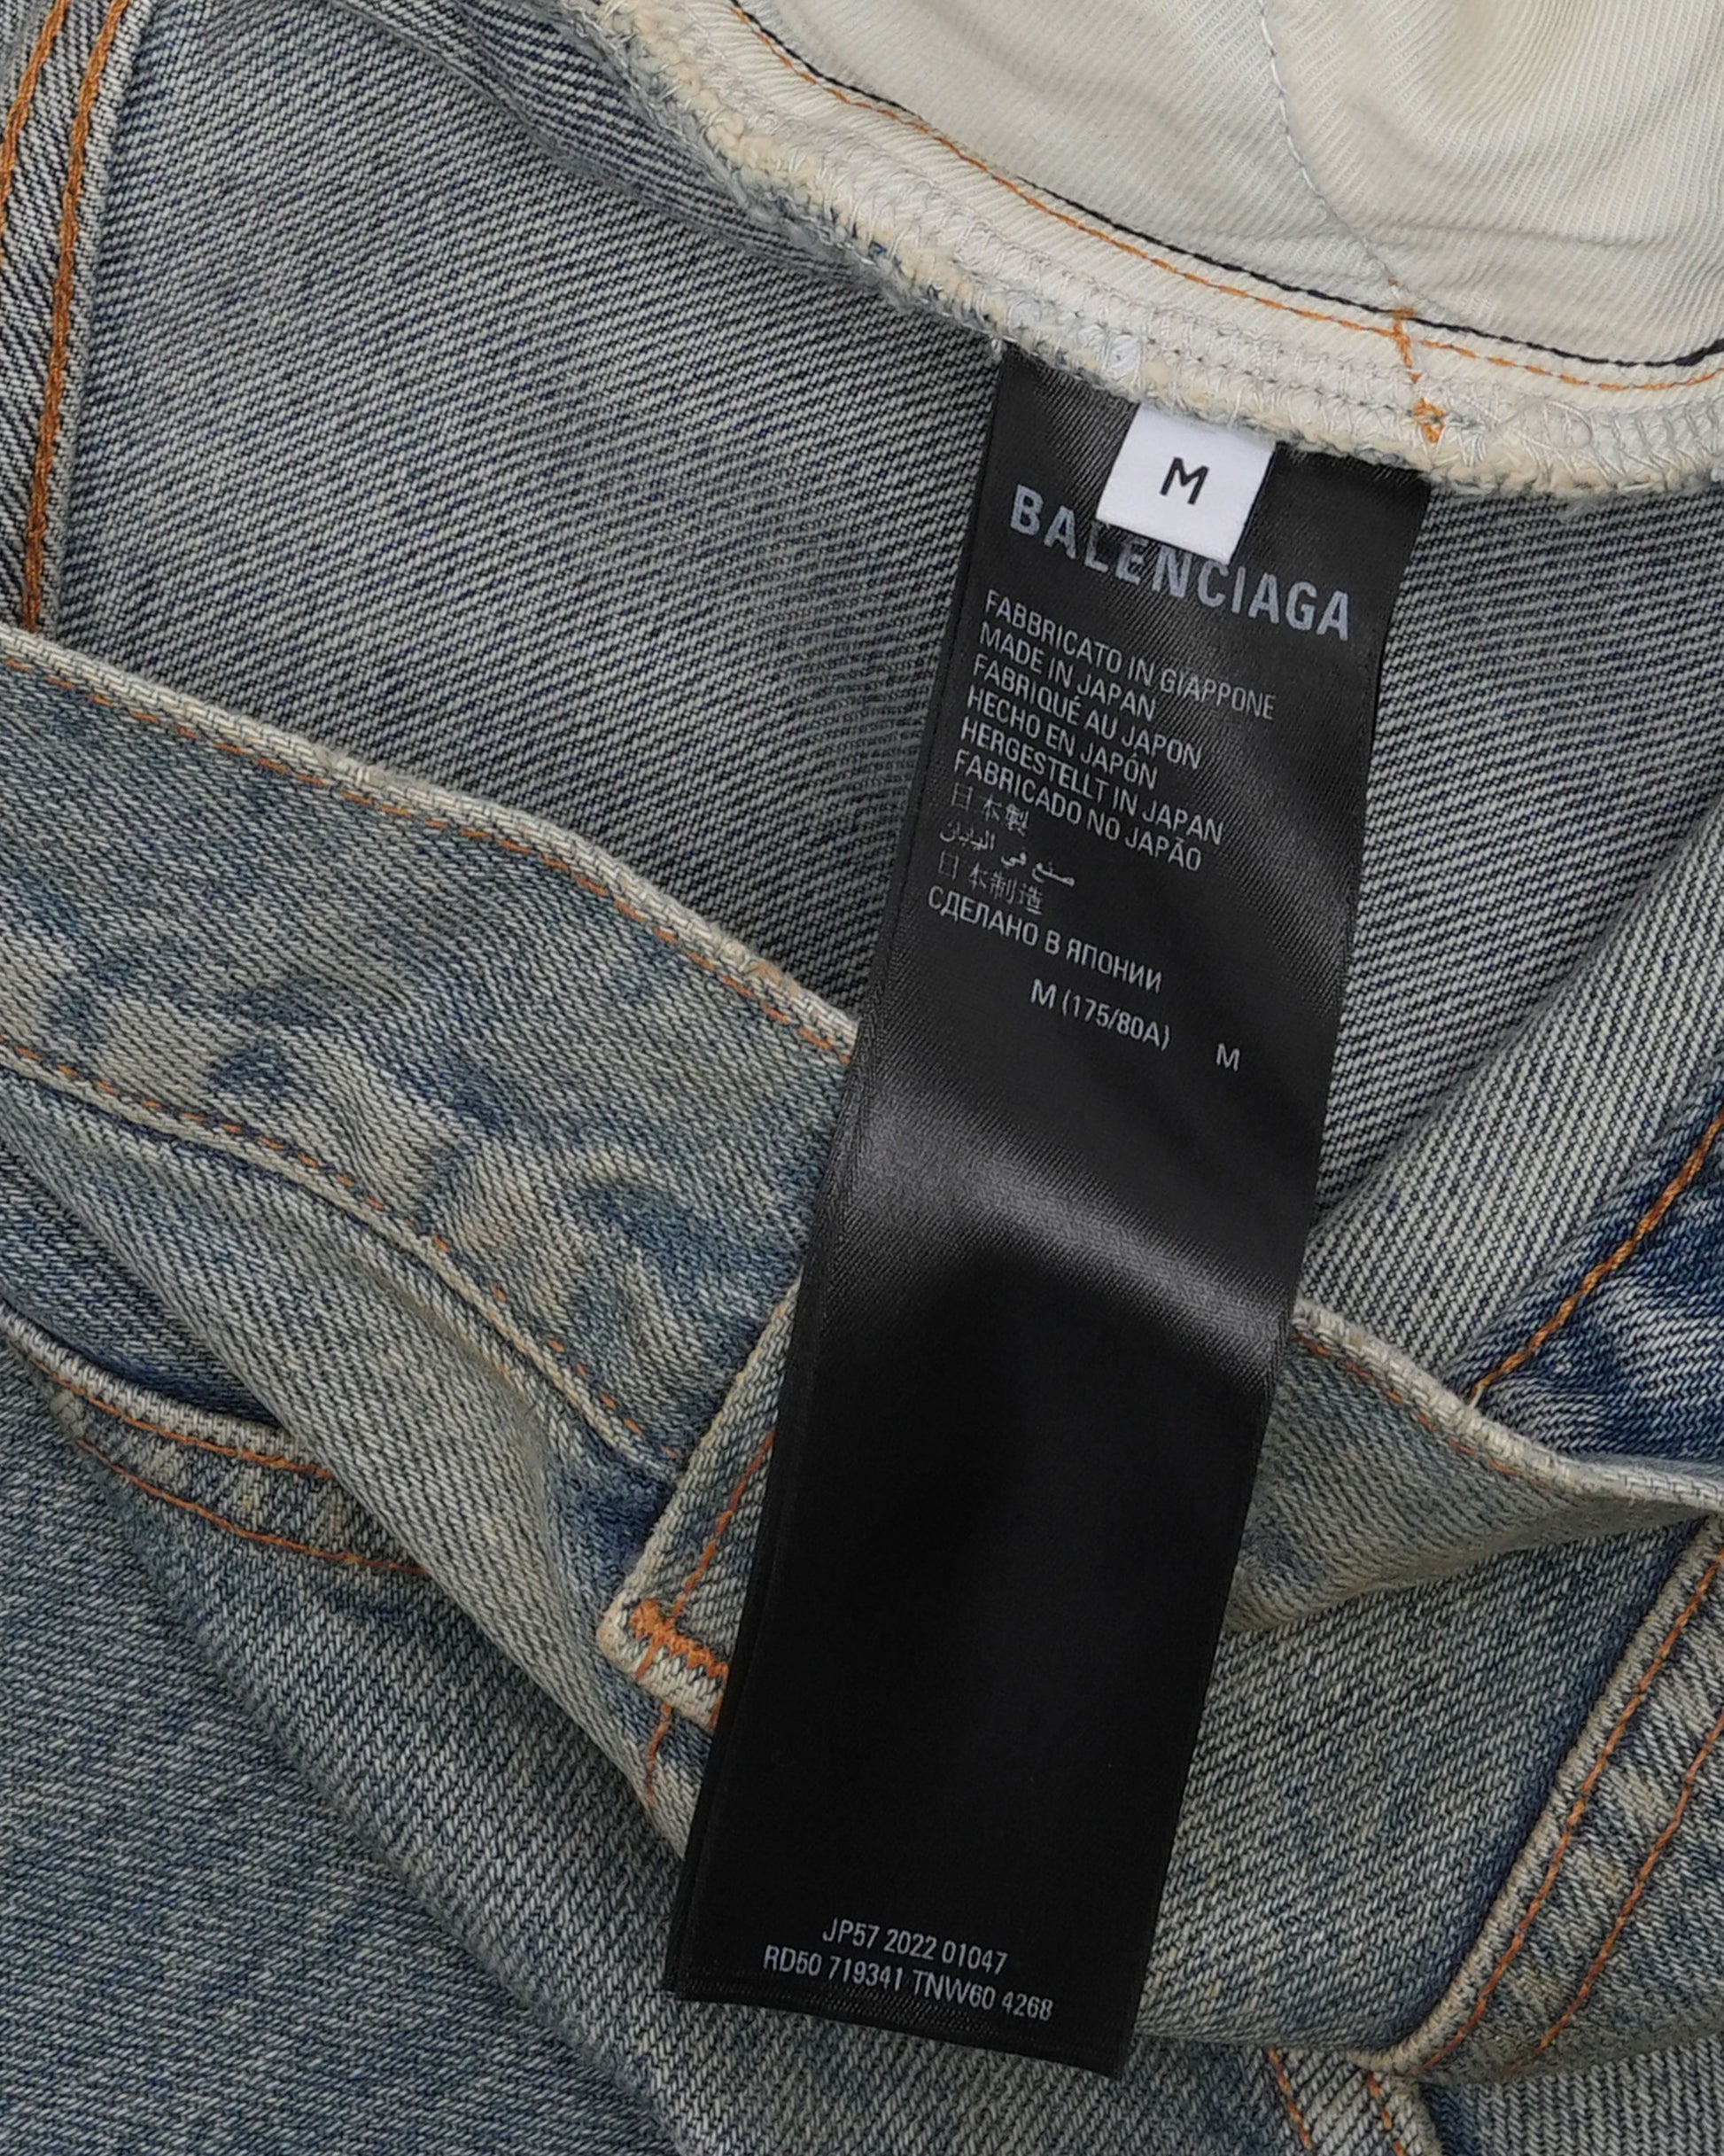 M
BALENCIAGA
FABBRICATO IN GIAPPONE
MADE IN JAPAN
FABRIQUÉ AU JAPON
HECHO EN JAPÓN
HERGESTELLT IN JAPAN
FABRICADO NO JAPÃO
日本製
صنع في اليابان
日本制造
СДЕЛАНО В ЯПОНИИ
M (175/80A) M
JP57 2022 01047
RD50 719341 TNW60 4268